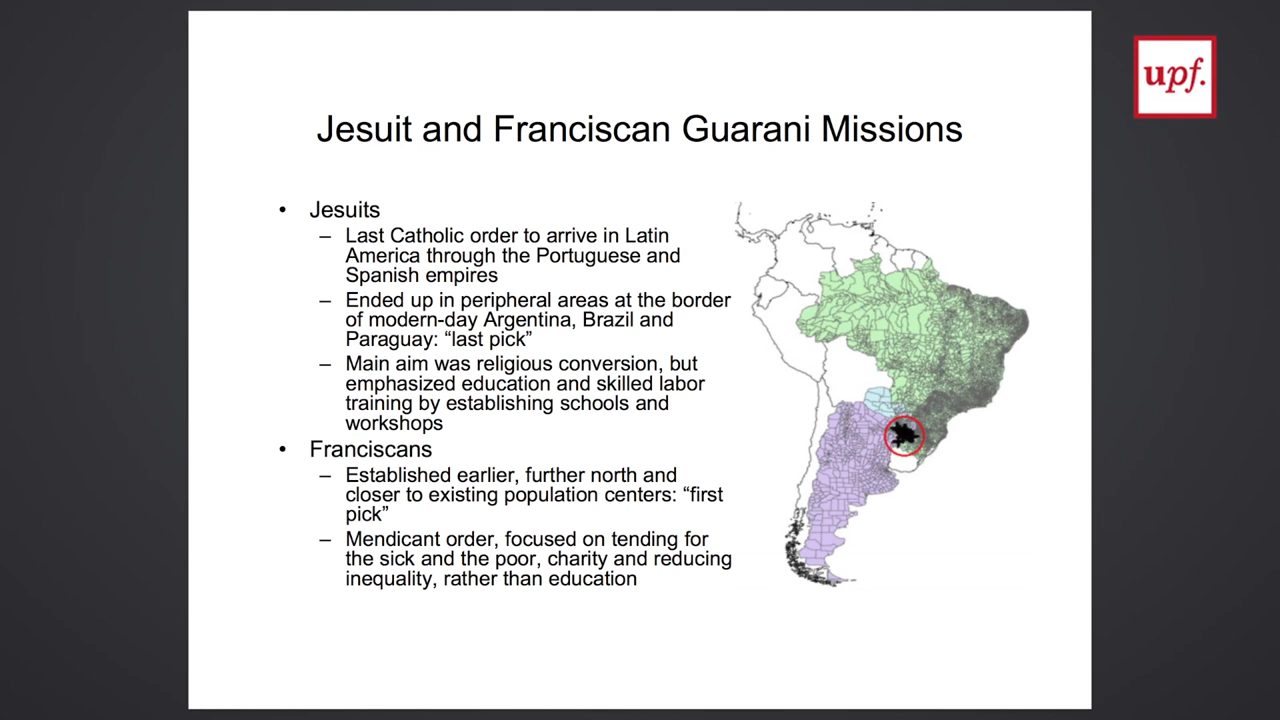 upf.
Jesuit and Franciscan Guarani Missions
• Jesuits
– Last Catholic order to arrive in Latin
America through the Portuguese and
Spanish empires
– Ended up in peripheral areas at the border
of modern-day Argentina, Brazil and
Paraguay: “last pick”
– Main aim was religious conversion, but
emphasized education and skilled labor
training by establishing schools and
workshops
• Franciscans
– Established earlier, further north and
closer to existing population centers: “first
pick”
– Mendicant order, focused on tending for
the sick and the poor, charity and reducing
inequality, rather than education